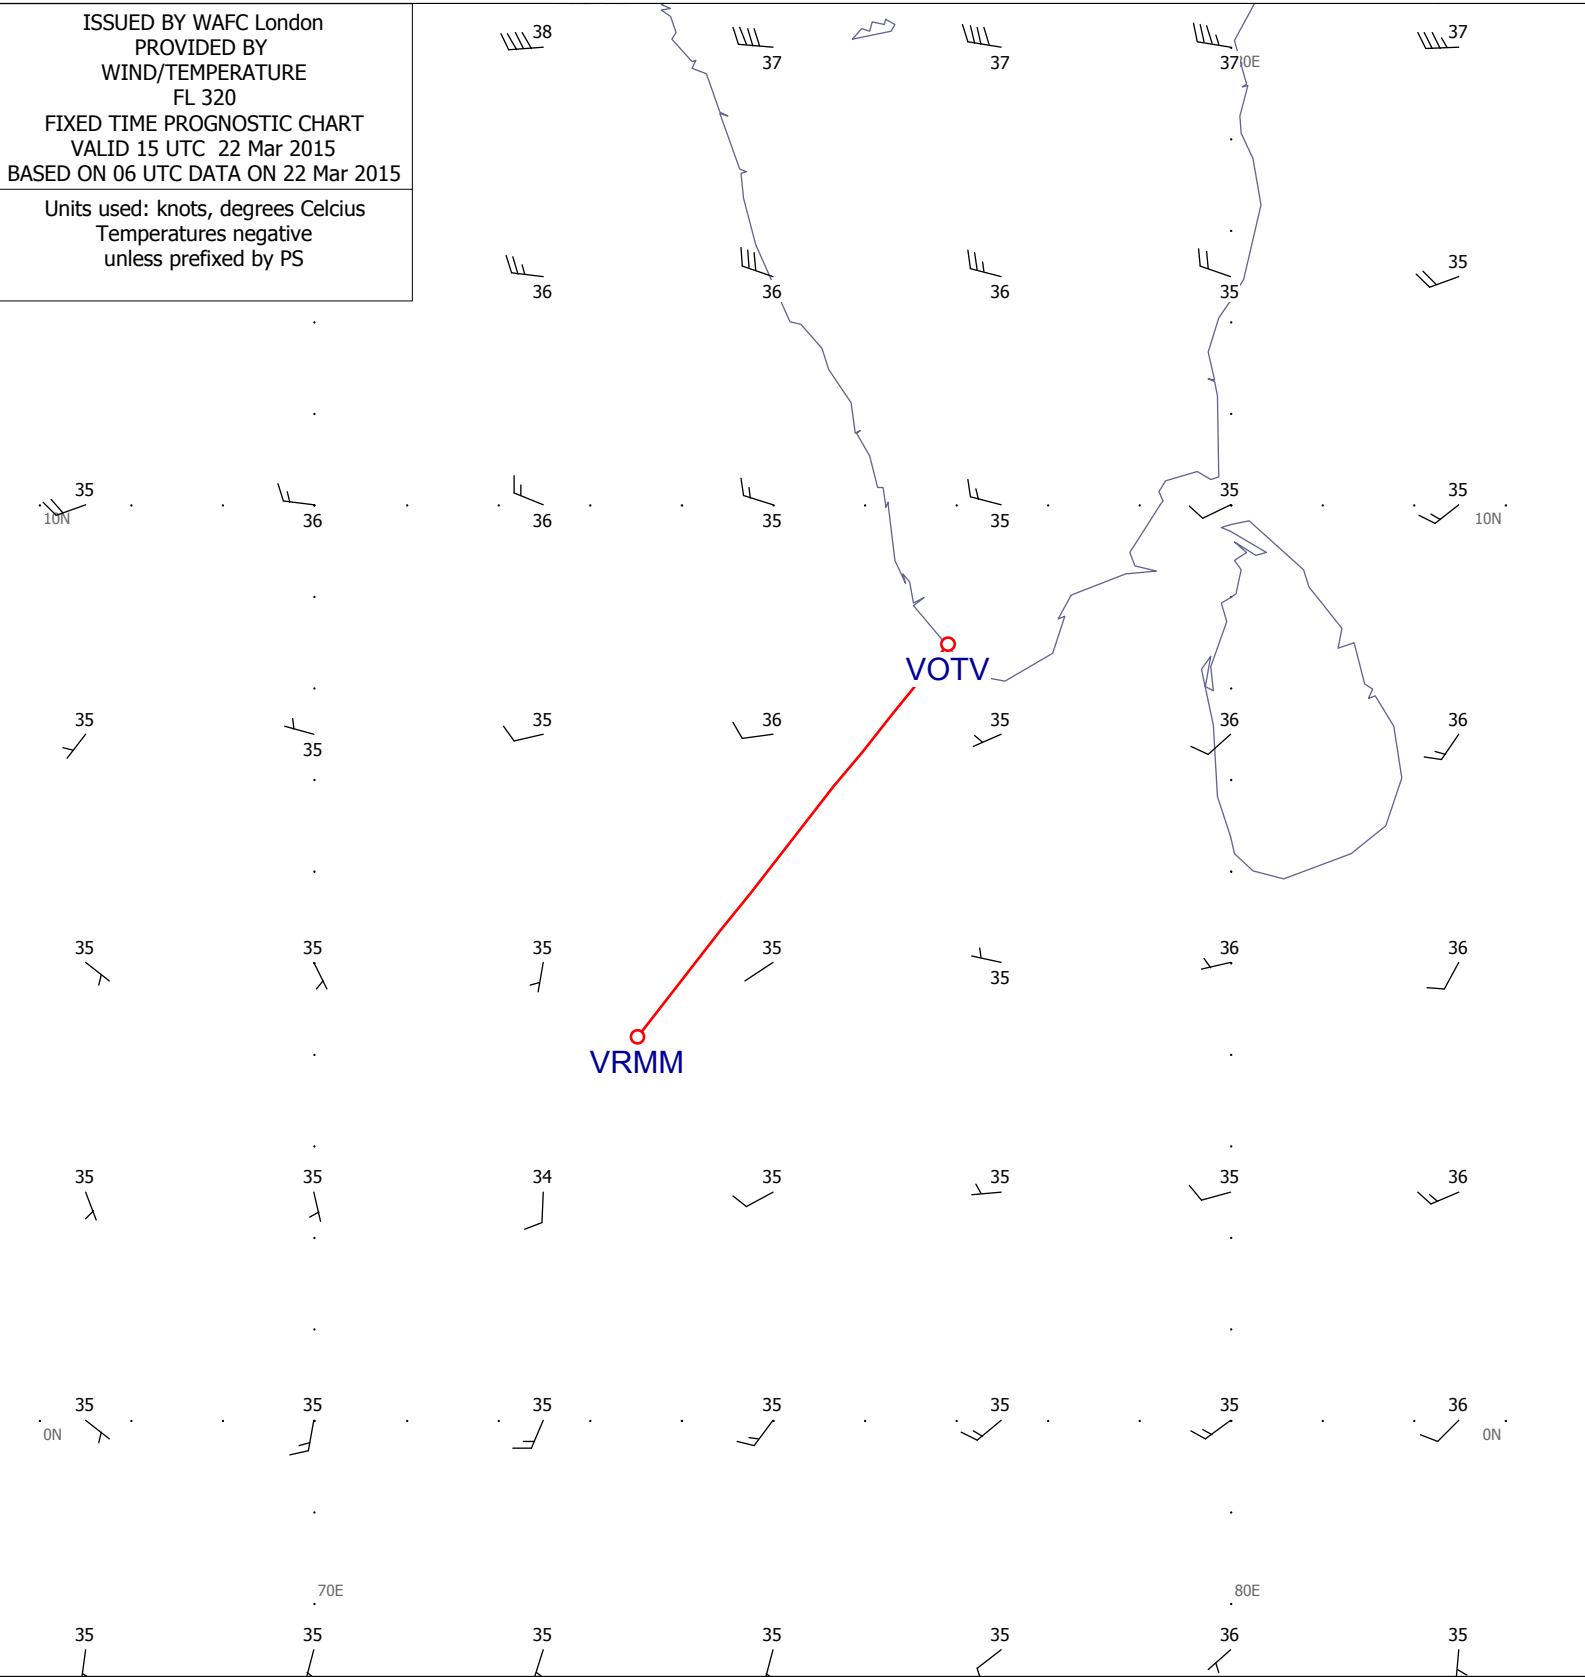 ISSUED BY WAFC London
PROVIDED BY
WIND/TEMPERATURE
FL 320
FIXED TIME PROGNOSTIC CHART
VALID 15 UTC 22 Mar 2015
BASED ON 06 UTC DATA ON 22 Mar 2015
Units used: knots, degrees Celcius
Temperatures negative
unless prefixed by PS
38 37 37 37 0E 37
36 36 36 35 35
35 36 36 35 35 35 35
10N 10N
VOTV
35 35 35 36 35 36 36
35 35 35 35 35 36 36
VRMM
35 35 34 35 35 35 36
35 35 35 35 35 35 36
0N 0N
70E 80E
35 35 35 35 35 36 35